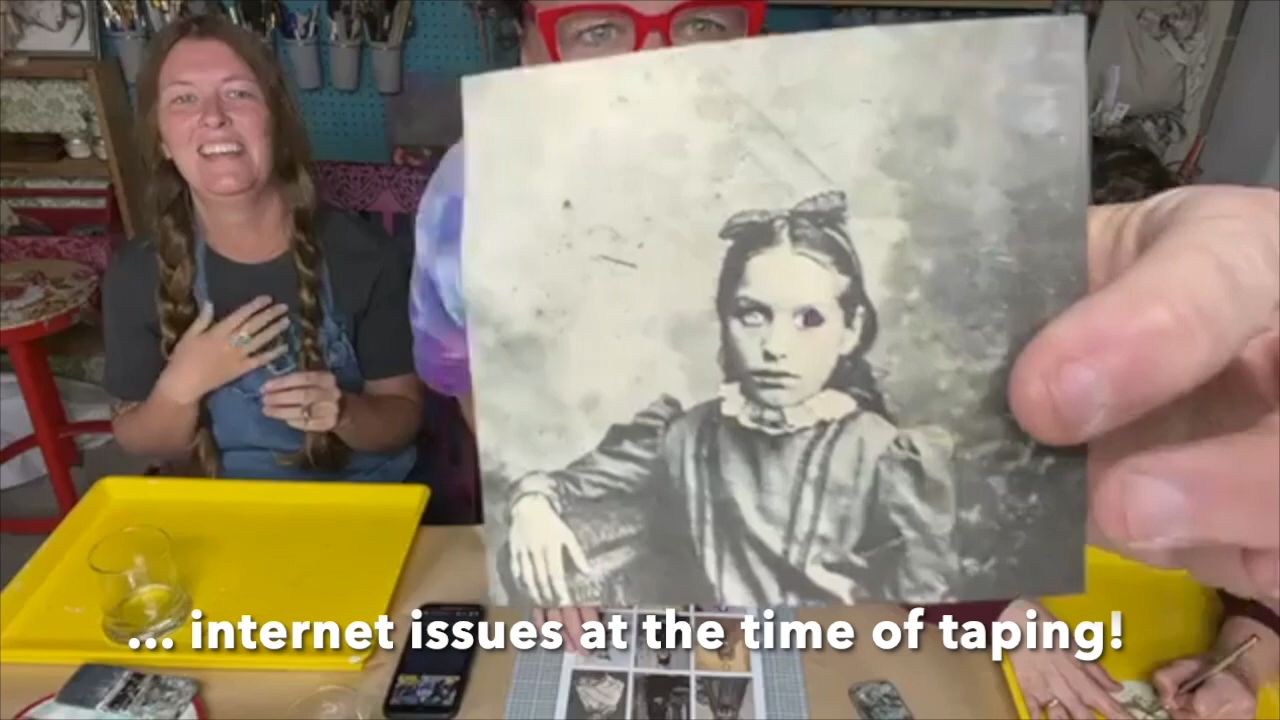 ... internet issues at the time of taping!